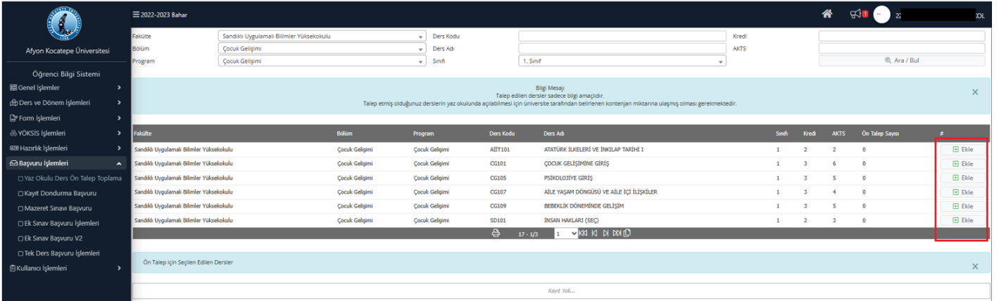 ≡ 2022-2023 Bahar
1
22
KOL
Afyon Kocatepe Üniversitesi
Öğrenci Bilgi Sistemi
Genel İşlemler
Ders ve Dönem İşlemleri
Form İşlemleri
YÖKSİS İşlemleri
Hazırlık İşlemleri
Başvuru İşlemleri
Yaz Okulu Ders Ön Talep Toplama
Kayıt Dondurma Başvuru
Mazeret Sınavı Başvuru
Ek Sınav Başvuru İşlemleri
Ek Sınav Başvuru V2
Tek Ders Başvuru İşlemleri
Kullanıcı İşlemleri
Fakülte Sandıklı Uygulamalı Bilimler Yüksekokulu Ders Kodu Kredi
Bölüm Çocuk Gelişimi Ders Adı AKTS
Program Çocuk Gelişimi Sınıfı 1. Sınıf Ara / Bul
Bilgi Mesajı
Talep edilen dersler sadece bilgi amaçlıdır.
Talep etmiş olduğunuz derslerin yaz okulunda açılabilmesi için üniversite tarafından belirlenen kontenjan miktarına ulaşmış olması gerekmektedir.
Fakülte Bölüm Program Ders Kodu Ders Adı Sınıfı Kredi AKTS Ön Talep Sayısı #
Sandıklı Uygulamalı Bilimler Yüksekokulu Çocuk Gelişimi Çocuk Gelişimi AİİT101 ATATÜRK İLKELERİ VE İNKILAP TARİHİ I 1 2 2 0 Ekle
Sandıklı Uygulamalı Bilimler Yüksekokulu Çocuk Gelişimi Çocuk Gelişimi CG101 ÇOCUK GELİŞİMİNE GİRİŞ 1 3 6 0 Ekle
Sandıklı Uygulamalı Bilimler Yüksekokulu Çocuk Gelişimi Çocuk Gelişimi CG105 PSİKOLOJİYE GİRİŞ 1 3 5 0 Ekle
Sandıklı Uygulamalı Bilimler Yüksekokulu Çocuk Gelişimi Çocuk Gelişimi CG107 AİLE YAŞAM DÖNGÜSÜ VE AİLE İÇİ İLİŞKİLER 1 3 4 0 Ekle
Sandıklı Uygulamalı Bilimler Yüksekokulu Çocuk Gelişimi Çocuk Gelişimi CG109 BEBEKLİK DÖNEMİNDE GELİŞİM 1 3 5 0 Ekle
Sandıklı Uygulamalı Bilimler Yüksekokulu Çocuk Gelişimi Çocuk Gelişimi SD101 İNSAN HAKLARI (SEÇ) 1 2 3 0 Ekle
17 - 1/3 1
Ön Talep için Seçilen Edilen Dersler
Kayıt Yok...